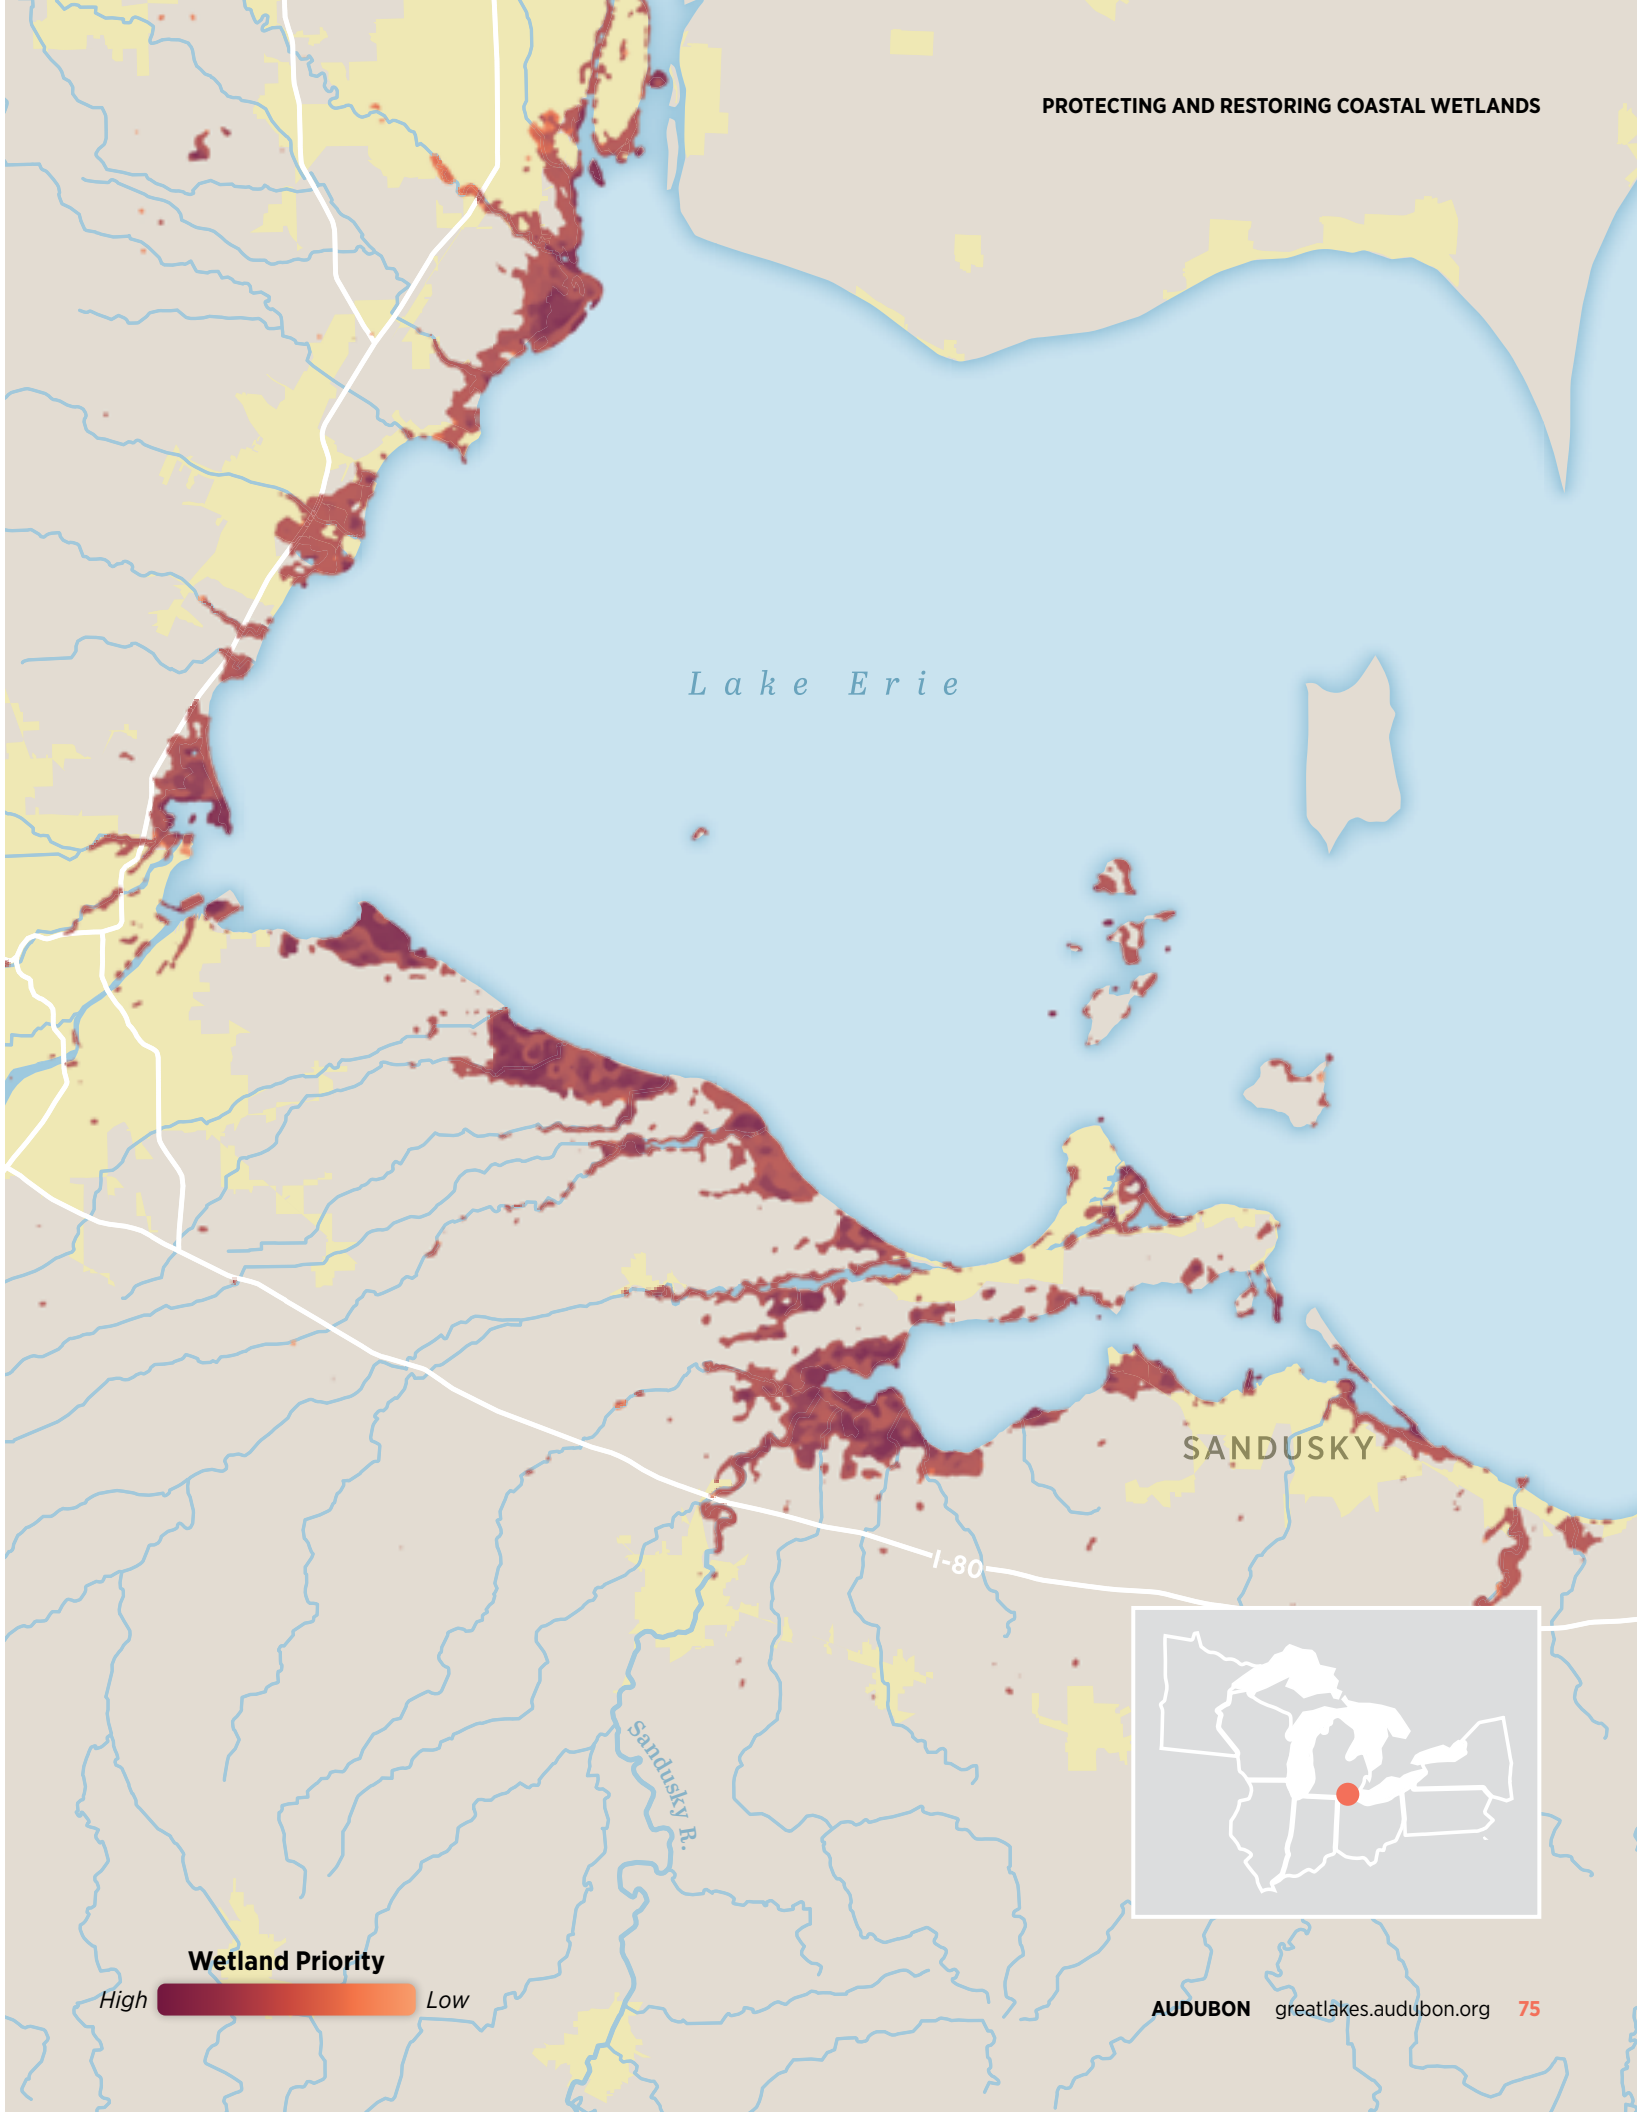 PROTECTING AND RESTORING COASTAL WETLANDS
Lake Erie
SANDUSKY
I-80
Sandusky R.
Wetland Priority
High Low
AUDUBON greatlakes.audubon.org 75